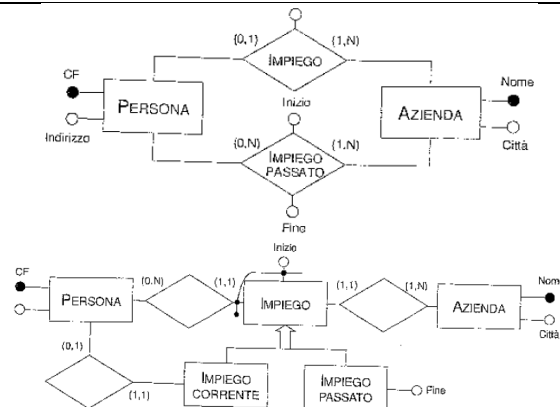 (0,1)
(1,N)
IMPIEGO
CF
Nome
PERSONA
Inizio
AZIENDA
Indirizzo
(0,N)
(1,N)
Città
IMPIEGO
PASSATO
Fine
Inizio
CF
(0,N)
(1,1)
(1,1)
(1,N)
Nome
PERSONA
IMPIEGO
AZIENDA
Città
(0,1)
(1,1)
IMPIEGO
CORRENTE
IMPIEGO
PASSATO
Fine